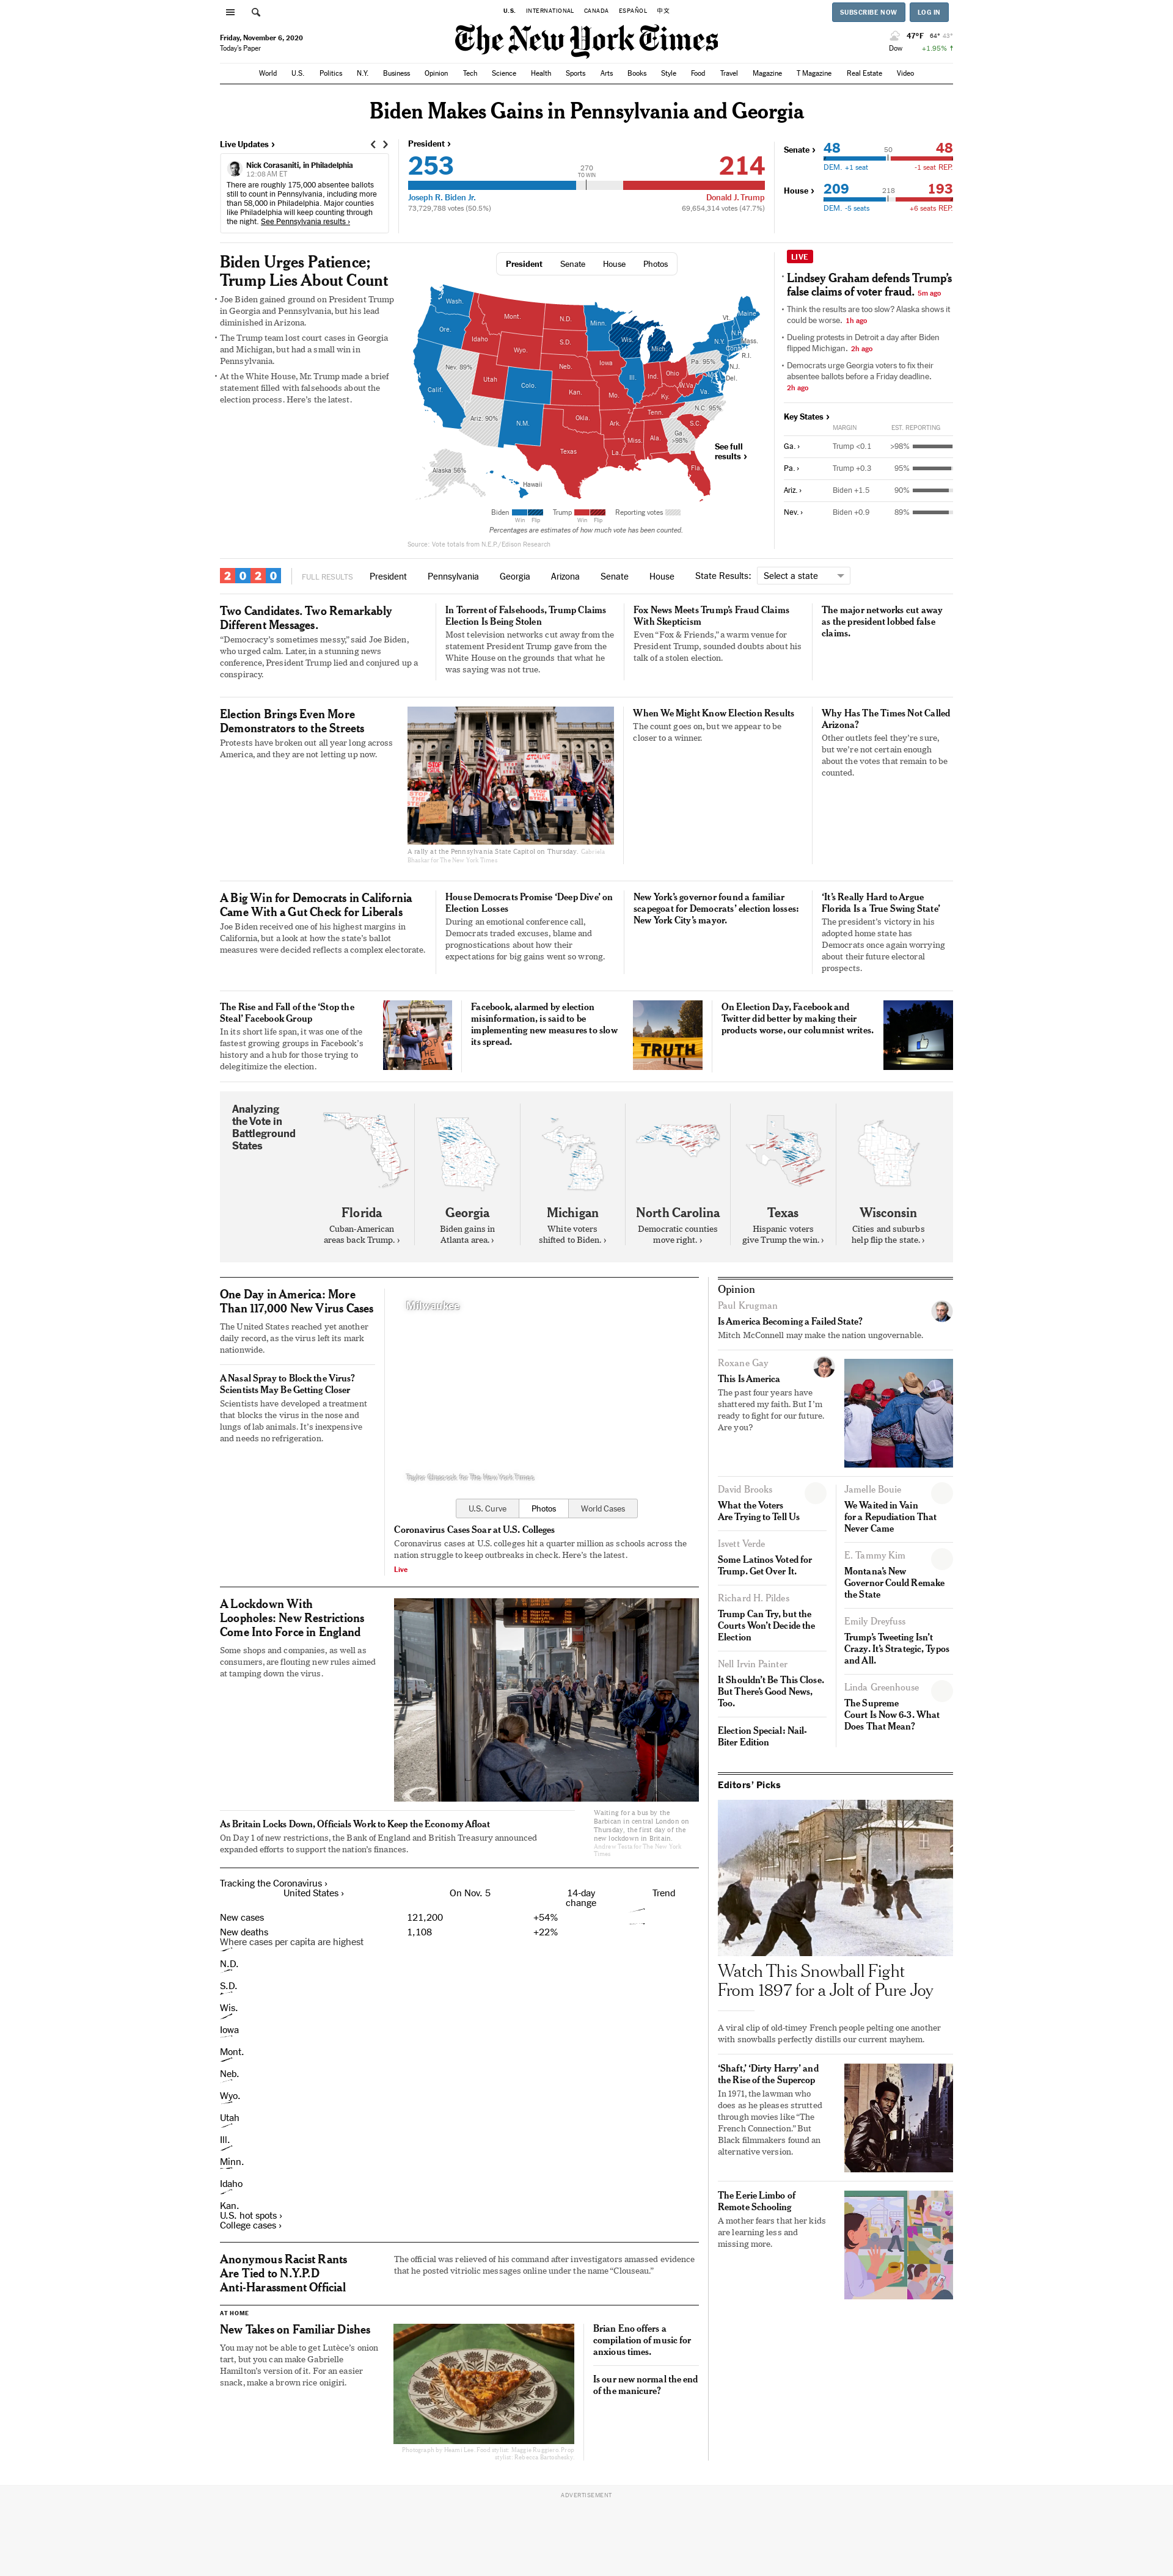 U.S. INTERNATIONAL CANADA ESPAÑOL 中文
SUBSCRIBE NOW LOG IN
Friday, November 6, 2020
Today's Paper
The New York Times
47°F 64° 43°
Dow +1.95% ↑
World U.S. Politics N.Y. Business Opinion Tech Science Health Sports Arts Books Style Food Travel Magazine T Magazine Real Estate Video
Biden Makes Gains in Pennsylvania and Georgia
Live Updates ›
Nick Corasaniti, in Philadelphia
12:08 AM ET
There are roughly 175,000 absentee ballots
still to count in Pennsylvania, including more
than 58,000 in Philadelphia. Major counties
like Philadelphia will keep counting through
the night. See Pennsylvania results ›
President ›
253 270 TO WIN 214
Joseph R. Biden Jr. Donald J. Trump
73,729,788 votes (50.5%) 69,654,314 votes (47.7%)
Senate › 48 50 48
DEM. +1 seat -1 seat REP.
House › 209 218 193
DEM. -5 seats +6 seats REP.
Biden Urges Patience;
Trump Lies About Count
• Joe Biden gained ground on President Trump
in Georgia and Pennsylvania, but his lead
diminished in Arizona.
• The Trump team lost court cases in Georgia
and Michigan, but had a small win in
Pennsylvania.
• At the White House, Mr. Trump made a brief
statement filled with falsehoods about the
election process. Here's the latest.
President Senate House Photos
Wash.
Ore.
Calif.
Nev. 89%
Idaho
Mont.
Wyo.
Utah
Colo.
Ariz. 90%
N.M.
N.D.
S.D.
Neb.
Kan.
Okla.
Texas
Minn.
Iowa
Mo.
Ark.
La.
Wis.
Ill.
Mich.
Ind.
Ohio
Ky.
Tenn.
Miss.
Ala.
Ga. >98%
Fla.
S.C.
N.C. 95%
Va.
W.Va.
Pa. 95%
N.Y.
Vt.
N.H.
Maine
Mass.
Conn.
R.I.
N.J.
Del.
Md.
Alaska 56%
Hawaii
See full
results ›
Biden Win Flip Trump Win Flip Reporting votes
Percentages are estimates of how much vote has been counted.
Source: Vote totals from N.E.P./Edison Research
LIVE
• Lindsey Graham defends Trump's
false claims of voter fraud. 5m ago
• Think the results are too slow? Alaska shows it
could be worse. 1h ago
• Dueling protests in Detroit a day after Biden
flipped Michigan. 2h ago
• Democrats urge Georgia voters to fix their
absentee ballots before a Friday deadline.
2h ago
Key States ›
MARGIN EST. REPORTING
Ga. › Trump <0.1 >98%
Pa. › Trump +0.3 95%
Ariz. › Biden +1.5 90%
Nev. › Biden +0.9 89%
2020 FULL RESULTS President Pennsylvania Georgia Arizona Senate House State Results: Select a state
Two Candidates. Two Remarkably
Different Messages.
“Democracy's sometimes messy,” said Joe Biden,
who urged calm. Later, in a stunning news
conference, President Trump lied and conjured up a
conspiracy.
In Torrent of Falsehoods, Trump Claims
Election Is Being Stolen
Most television networks cut away from the
statement President Trump gave from the
White House on the grounds that what he
was saying was not true.
Fox News Meets Trump's Fraud Claims
With Skepticism
Even “Fox & Friends,” a warm venue for
President Trump, sounded doubts about his
talk of a stolen election.
The major networks cut away
as the president lobbed false
claims.
Election Brings Even More
Demonstrators to the Streets
Protests have broken out all year long across
America, and they are not letting up now.
A rally at the Pennsylvania State Capitol on Thursday. Gabriela
Bhaskar for The New York Times
When We Might Know Election Results
The count goes on, but we appear to be
closer to a winner.
Why Has The Times Not Called
Arizona?
Other outlets feel they're sure,
but we're not certain enough
about the votes that remain to be
counted.
A Big Win for Democrats in California
Came With a Gut Check for Liberals
Joe Biden received one of his highest margins in
California, but a look at how the state's ballot
measures were decided reflects a complex electorate.
House Democrats Promise ‘Deep Dive’ on
Election Losses
During an emotional conference call,
Democrats traded excuses, blame and
prognostications about how their
expectations for big gains went so wrong.
New York's governor found a familiar
scapegoat for Democrats' election losses:
New York City's mayor.
‘It's Really Hard to Argue
Florida Is a True Swing State’
The president's victory in his
adopted home state has
Democrats once again worrying
about their future electoral
prospects.
The Rise and Fall of the ‘Stop the
Steal’ Facebook Group
In its short life span, it was one of the
fastest growing groups in Facebook's
history and a hub for those trying to
delegitimize the election.
Facebook, alarmed by election
misinformation, is said to be
implementing new measures to slow
its spread.
TRUTH
On Election Day, Facebook and
Twitter did better by making their
products worse, our columnist writes.
Analyzing
the Vote in
Battleground
States
Florida
Cuban-American
areas back Trump. ›
Georgia
Biden gains in
Atlanta area. ›
Michigan
White voters
shifted to Biden. ›
North Carolina
Democratic counties
move right. ›
Texas
Hispanic voters
give Trump the win. ›
Wisconsin
Cities and suburbs
help flip the state. ›
One Day in America: More
Than 117,000 New Virus Cases
The United States reached yet another
daily record, as the virus left its mark
nationwide.
A Nasal Spray to Block the Virus?
Scientists May Be Getting Closer
Scientists have developed a treatment
that blocks the virus in the nose and
lungs of lab animals. It's inexpensive
and needs no refrigeration.
Milwaukee
Taylor Glascock for The New York Times
U.S. Curve Photos World Cases
Coronavirus Cases Soar at U.S. Colleges
Coronavirus cases at U.S. colleges hit a quarter million as schools across the
nation struggle to keep outbreaks in check. Here's the latest.
Live
A Lockdown With
Loopholes: New Restrictions
Come Into Force in England
Some shops and companies, as well as
consumers, are flouting new rules aimed
at tamping down the virus.
As Britain Locks Down, Officials Work to Keep the Economy Afloat
On Day 1 of new restrictions, the Bank of England and British Treasury announced
expanded efforts to support the nation's finances.
Waiting for a bus by the
Barbican in central London on
Thursday, the first day of the
new lockdown in Britain.
Andrew Testa for The New York
Times
Tracking the Coronavirus ›
United States › On Nov. 5 14-day change Trend
New cases 121,200 +54%
New deaths 1,108 +22%
Where cases per capita are highest
N.D.
S.D.
Wis.
Iowa
Mont.
Neb.
Wyo.
Utah
Ill.
Minn.
Idaho
Kan.
U.S. hot spots ›
College cases ›
Anonymous Racist Rants
Are Tied to N.Y.P.D
Anti-Harassment Official
The official was relieved of his command after investigators amassed evidence
that he posted vitriolic messages online under the name “Clouseau.”
AT HOME
New Takes on Familiar Dishes
You may not be able to get Lutèce's onion
tart, but you can make Gabrielle
Hamilton's version of it. For an easier
snack, make a brown rice onigiri.
Photograph by Heami Lee. Food stylist: Maggie Ruggiero. Prop
stylist: Rebecca Bartoshesky.
Brian Eno offers a
compilation of music for
anxious times.
Is our new normal the end
of the manicure?
Opinion
Paul Krugman
Is America Becoming a Failed State?
Mitch McConnell may make the nation ungovernable.
Roxane Gay
This Is America
The past four years have
shattered my faith. But I'm
ready to fight for our future.
Are you?
David Brooks
What the Voters
Are Trying to Tell Us
Isvett Verde
Some Latinos Voted for
Trump. Get Over It.
Richard H. Pildes
Trump Can Try, but the
Courts Won't Decide the
Election
Nell Irvin Painter
It Shouldn't Be This Close.
But There's Good News,
Too.
Election Special: Nail-
Biter Edition
Jamelle Bouie
We Waited in Vain
for a Repudiation That
Never Came
E. Tammy Kim
Montana's New
Governor Could Remake
the State
Emily Dreyfuss
Trump's Tweeting Isn't
Crazy. It's Strategic, Typos
and All.
Linda Greenhouse
The Supreme
Court Is Now 6-3. What
Does That Mean?
Editors' Picks
Watch This Snowball Fight
From 1897 for a Jolt of Pure Joy
A viral clip of old-timey French people pelting one another
with snowballs perfectly distills our current mayhem.
‘Shaft,’ ‘Dirty Harry’ and
the Rise of the Supercop
In 1971, the lawman who
does as he pleases strutted
through movies like “The
French Connection.” But
Black filmmakers found an
alternative version.
The Eerie Limbo of
Remote Schooling
A mother fears that her kids
are learning less and
missing more.
ADVERTISEMENT